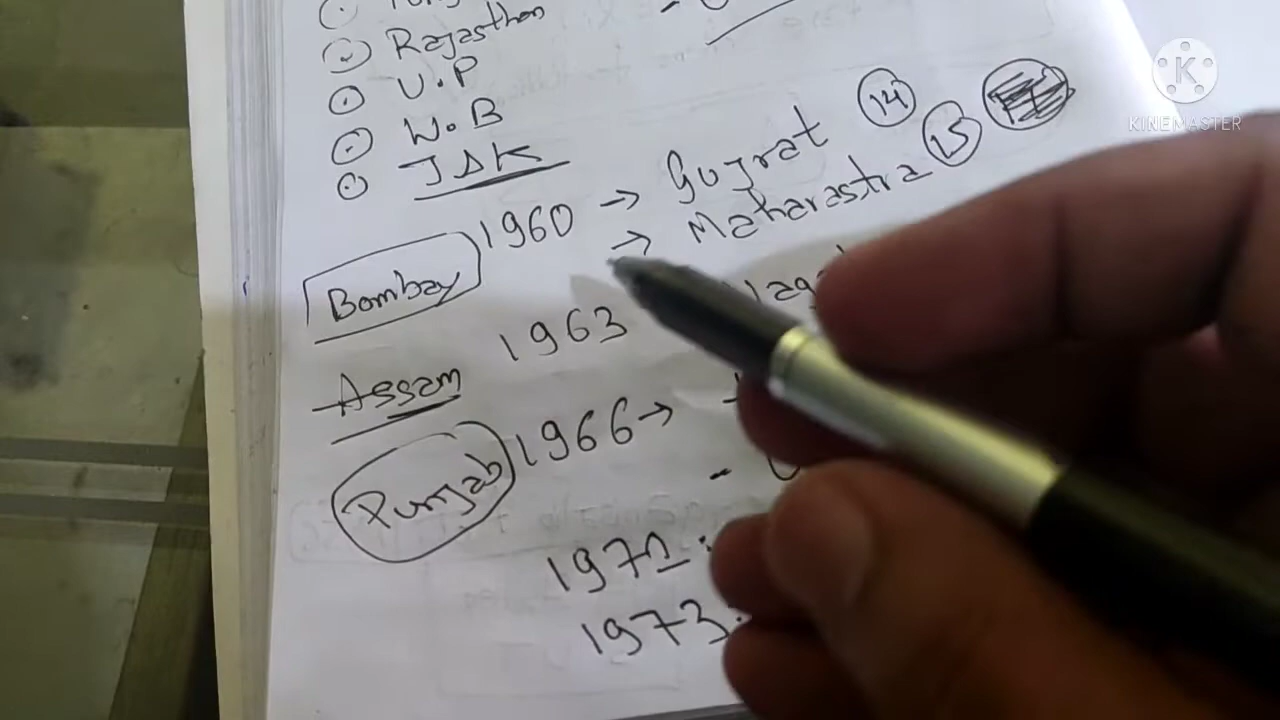 Rajasthan
U.P
W.B
J&K
Bombay 1960 → Gujrat 14
→ Maharastra 15
Assam 1963
Punjab 1966 →
1971
1973
KINEMASTER